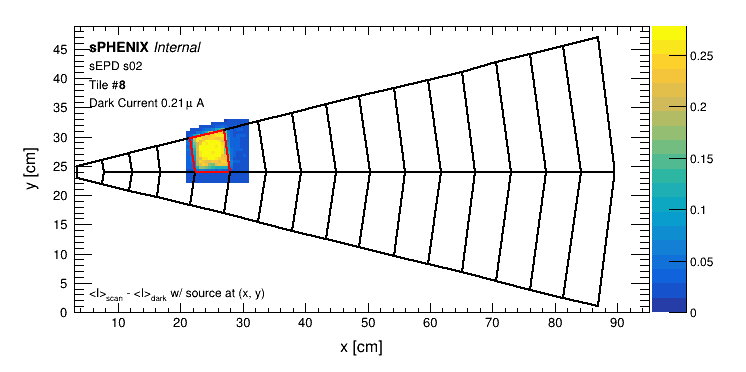 sPHENIX Internal
sEPD s02
Tile #8
Dark Current 0.21 μ A
<I>scan - <I>dark w/ source at (x, y)
y [cm]
45
40
35
30
25
20
15
10
5
0
10 20 30 40 50 60 70 80 90
x [cm]
0.25
0.2
0.15
0.1
0.05
0